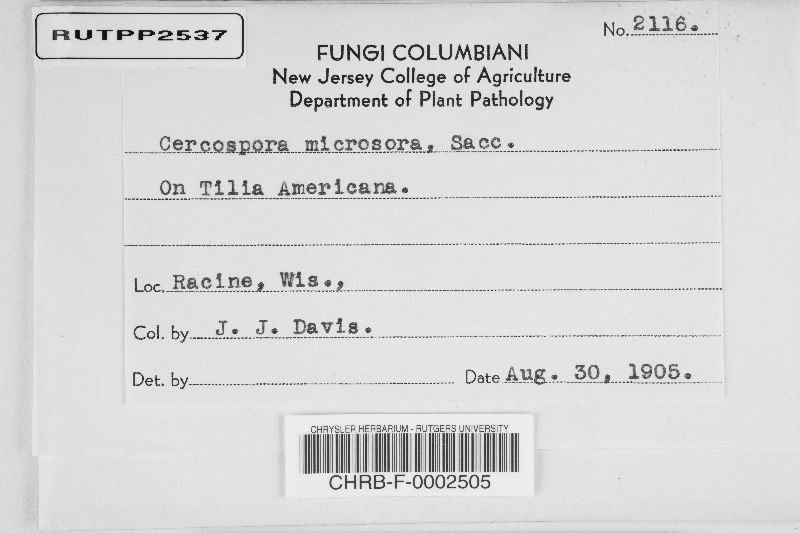 RUTPP2537
No. 2116.
FUNGI COLUMBIANI
New Jersey College of Agriculture
Department of Plant Pathology
Cercospora microsora, Sacc.
On Tilia Americana.
Loc. Racine, Wis.,
Col. by J. J. Davis.
Det. by
Date Aug. 30, 1905.
CHRYSLER HERBARIUM - RUTGERS UNIVERSITY
CHRB-F-0002505